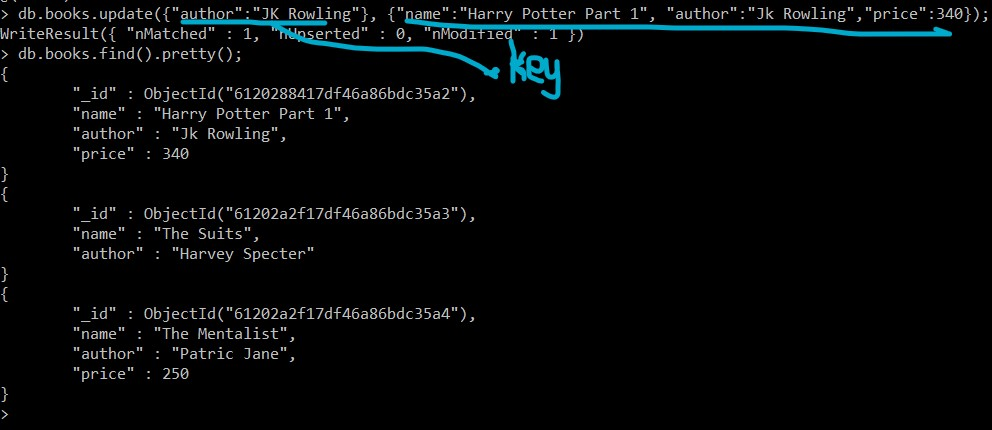 > db.books.update({"author":"JK Rowling"}, {"name":"Harry Potter Part 1", "author":"Jk Rowling","price":340});
WriteResult({ "nMatched" : 1, "nUpserted" : 0, "nModified" : 1 })
> db.books.find().pretty();
Key
{
"_id" : ObjectId("6120288417df46a86bdc35a2"),
"name" : "Harry Potter Part 1",
"author" : "Jk Rowling",
"price" : 340
}
{
"_id" : ObjectId("61202a2f17df46a86bdc35a3"),
"name" : "The Suits",
"author" : "Harvey Specter"
}
{
"_id" : ObjectId("61202a2f17df46a86bdc35a4"),
"name" : "The Mentalist",
"author" : "Patric Jane",
"price" : 250
}
>